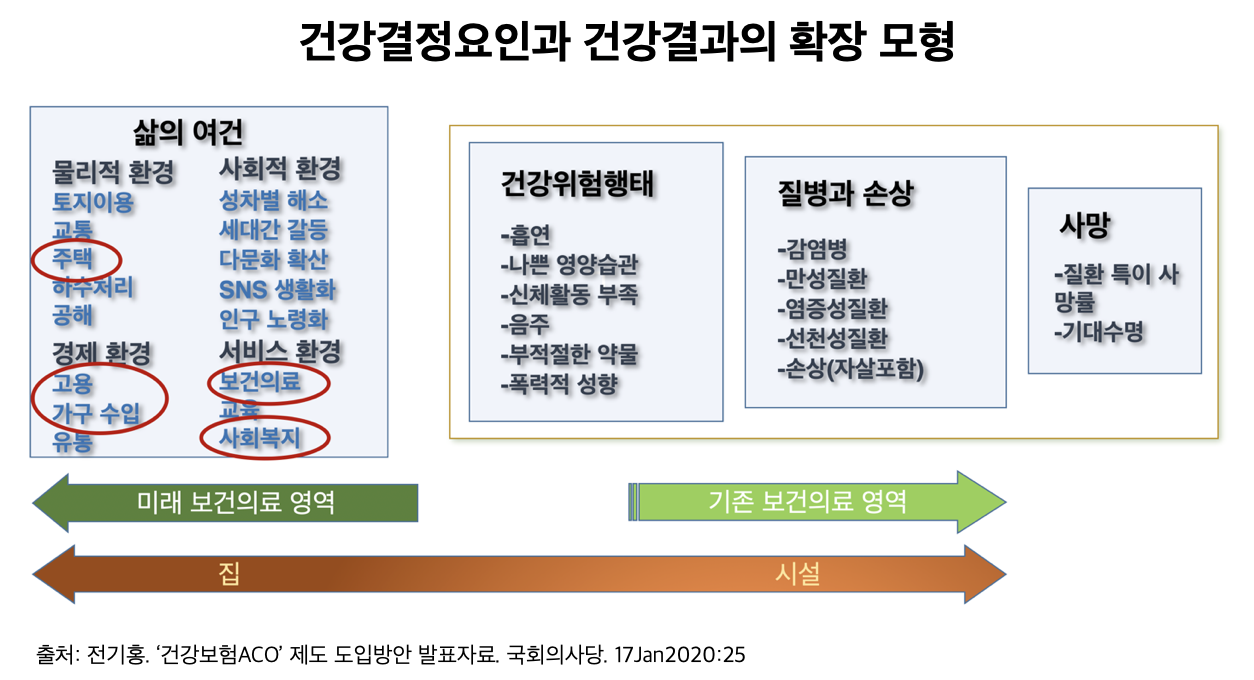 건강결정요인과 건강결과의 확장 모형
삶의 여건
물리적 환경
토지이용
교통
주택
하수처리
공해
경제 환경
고용
가구 수입
유통
사회적 환경
성차별 해소
세대간 갈등
다문화 확산
SNS 생활화
인구 노령화
서비스 환경
보건의료
교육
사회복지
건강위험행태
-흡연
-나쁜 영양습관
-신체활동 부족
-음주
-부적절한 약물
-폭력적 성향
질병과 손상
-감염병
-만성질환
-염증성질환
-선천성질환
-손상(자살포함)
사망
-질환 특이 사
망률
-기대수명
미래 보건의료 영역
기존 보건의료 영역
집
시설
출처: 전기홍. ‘건강보험ACO’ 제도 도입방안 발표자료. 국회의사당. 17Jan2020:25